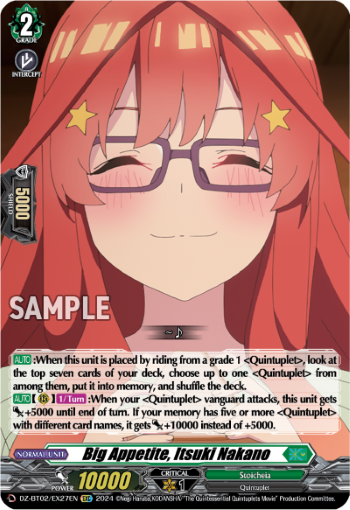 2
GRADE
INTERCEPT
5000
SHIELD
SAMPLE
– ♪
AUTO :When this unit is placed by riding from a grade 1 <Quintuplet>, look at
the top seven cards of your deck, choose up to one <Quintuplet> from
among them, put it into memory, and shuffle the deck.
AUTO 【 1/Turn 】:When your <Quintuplet> vanguard attacks, this unit gets
+5000 until end of turn. If your memory has five or more <Quintuplet>
with different card names, it gets +10000 instead of +5000.
NORMAL UNIT
Big Appetite, Itsuki Nakano
POWER 10000
CRITICAL
1
Stoicheia
Quintuplet
DZ-BT02/EX27EN 2024 ©Negi Haruba,KODANSHA/"The Quintessential Quintuplets Movie" Production Committee.